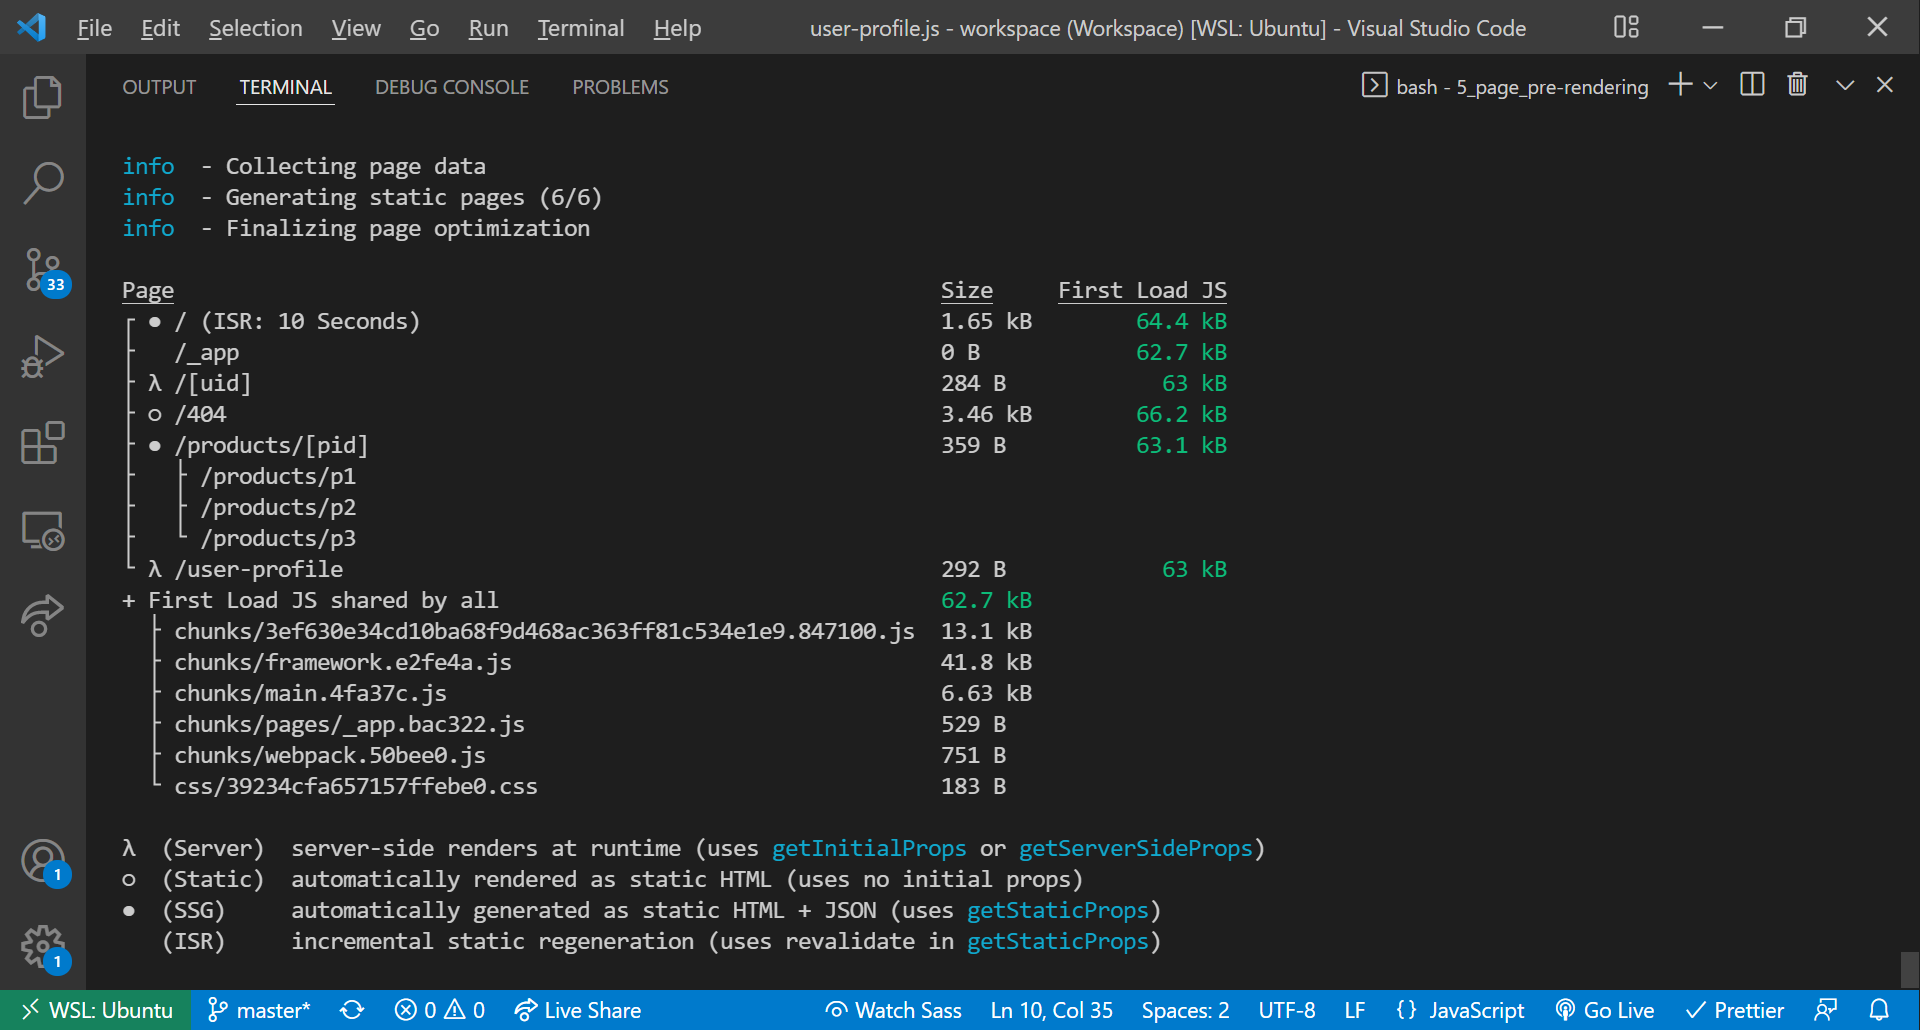 File Edit Selection View Go Run Terminal Help user-profile.js - workspace (Workspace) [WSL: Ubuntu] - Visual Studio Code
OUTPUT TERMINAL DEBUG CONSOLE PROBLEMS bash - 5_page_pre-rendering
info - Collecting page data
info - Generating static pages (6/6)
info - Finalizing page optimization
Page Size First Load JS
┌ ● / (ISR: 10 Seconds) 1.65 kB 64.4 kB
├ /_app 0 B 62.7 kB
├ λ /[uid] 284 B 63 kB
├ ○ /404 3.46 kB 66.2 kB
├ ● /products/[pid] 359 B 63.1 kB
├ ├ /products/p1
├ ├ /products/p2
├ └ /products/p3
└ λ /user-profile 292 B 63 kB
+ First Load JS shared by all 62.7 kB
├ chunks/3ef630e34cd10ba68f9d468ac363ff81c534e1e9.847100.js 13.1 kB
├ chunks/framework.e2fe4a.js 41.8 kB
├ chunks/main.4fa37c.js 6.63 kB
├ chunks/pages/_app.bac322.js 529 B
├ chunks/webpack.50bee0.js 751 B
└ css/39234cfa657157ffebe0.css 183 B
λ (Server) server-side renders at runtime (uses getInitialProps or getServerSideProps)
○ (Static) automatically rendered as static HTML (uses no initial props)
● (SSG) automatically generated as static HTML + JSON (uses getStaticProps)
(ISR) incremental static regeneration (uses revalidate in getStaticProps)
33
1
1
WSL: Ubuntu master* 0 0 Live Share Watch Sass Ln 10, Col 35 Spaces: 2 UTF-8 LF {} JavaScript Go Live Prettier